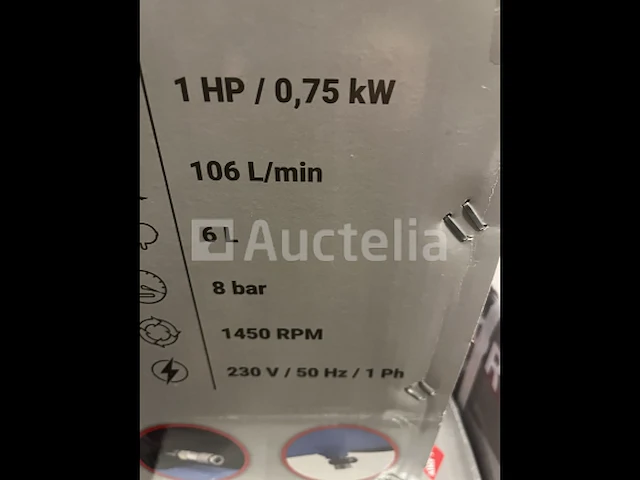 1 HP / 0,75 kW
106 L/min
6 L
Auctelia
8 bar
1450 RPM
230 V / 50 Hz / 1 Ph